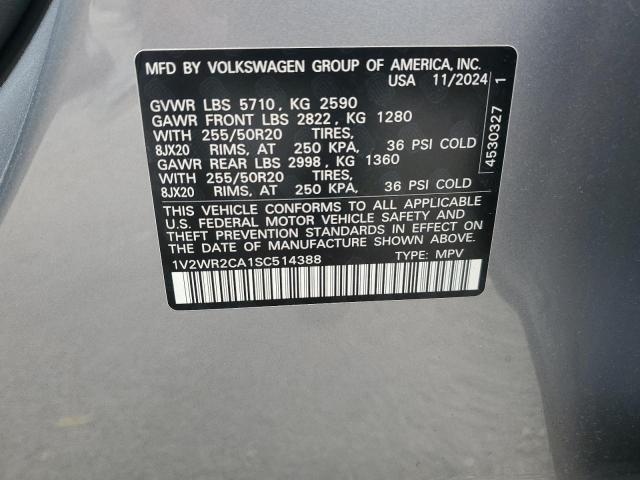 MFD BY VOLKSWAGEN GROUP OF AMERICA, INC.
USA 11/2024
GVWR LBS 5710, KG 2590
GAWR FRONT LBS 2822, KG 1280
WITH 255/50R20 TIRES,
8JX20 RIMS, AT 250 KPA, 36 PSI COLD
GAWR REAR LBS 2998, KG 1360
WITH 255/50R20 TIRES,
8JX20 RIMS, AT 250 KPA, 36 PSI COLD
THIS VEHICLE CONFORMS TO ALL APPLICABLE
U.S. FEDERAL MOTOR VEHICLE SAFETY AND
THEFT PREVENTION STANDARDS IN EFFECT ON
THE DATE OF MANUFACTURE SHOWN ABOVE.
1V2WR2CA1SC514388 TYPE: MPV
4530327 1